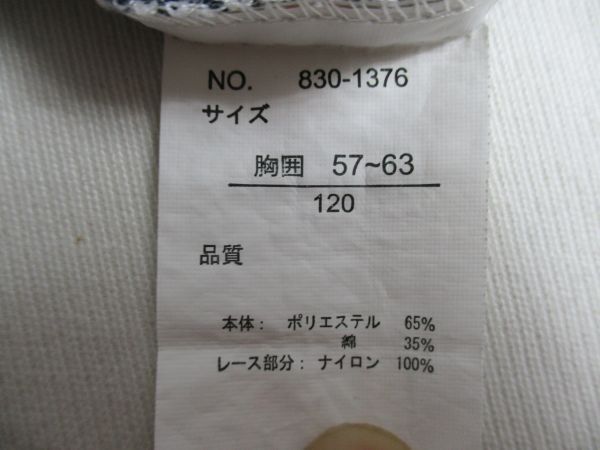 NO. 830-1376
サイズ
胸囲 57~63
120
品質
本体: ポリエステル 65%
綿 35%
レース部分: ナイロン 100%